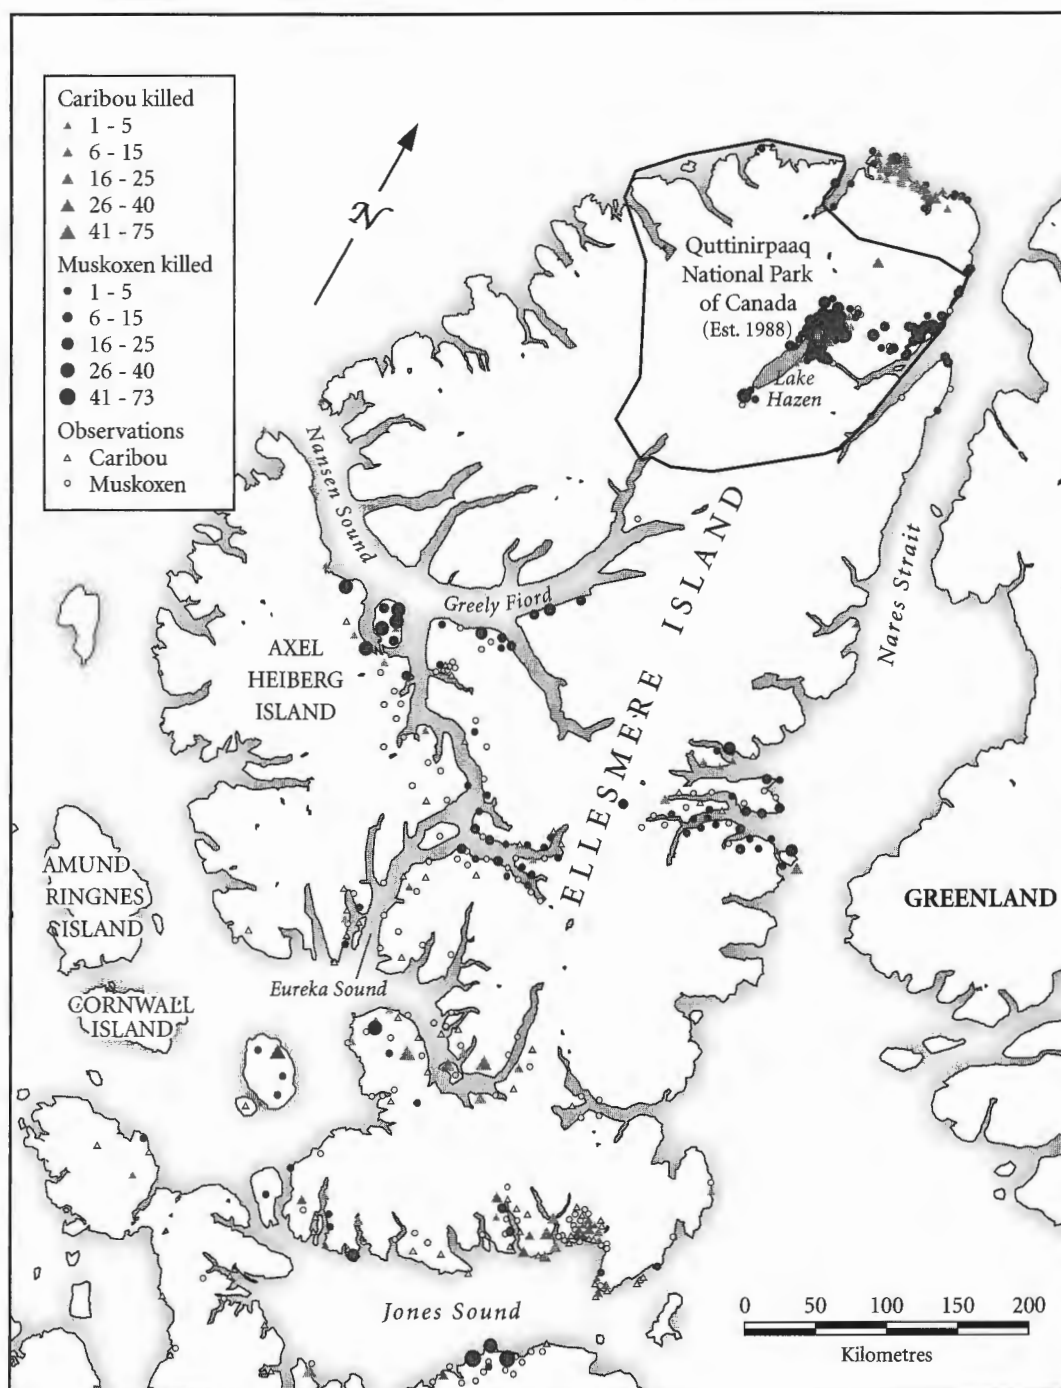 Caribou killed
1 - 5
6 - 15
16 - 25
26 - 40
41 - 75
Muskoxen killed
1 - 5
6 - 15
16 - 25
26 - 40
41 - 73
Observations
Caribou
Muskoxen
N
Quttinirpaaq
National Park
of Canada
(Est. 1988)
Lake
Hazen
Nansen Sound
Greely Fiord
ELLESMERE ISLAND
Nares Strait
AXEL
HEIBERG
ISLAND
AMUND
RINGNES
ISLAND
CORNWALL
ISLAND
Eureka Sound
GREENLAND
Jones Sound
0 50 100 150 200
Kilometres